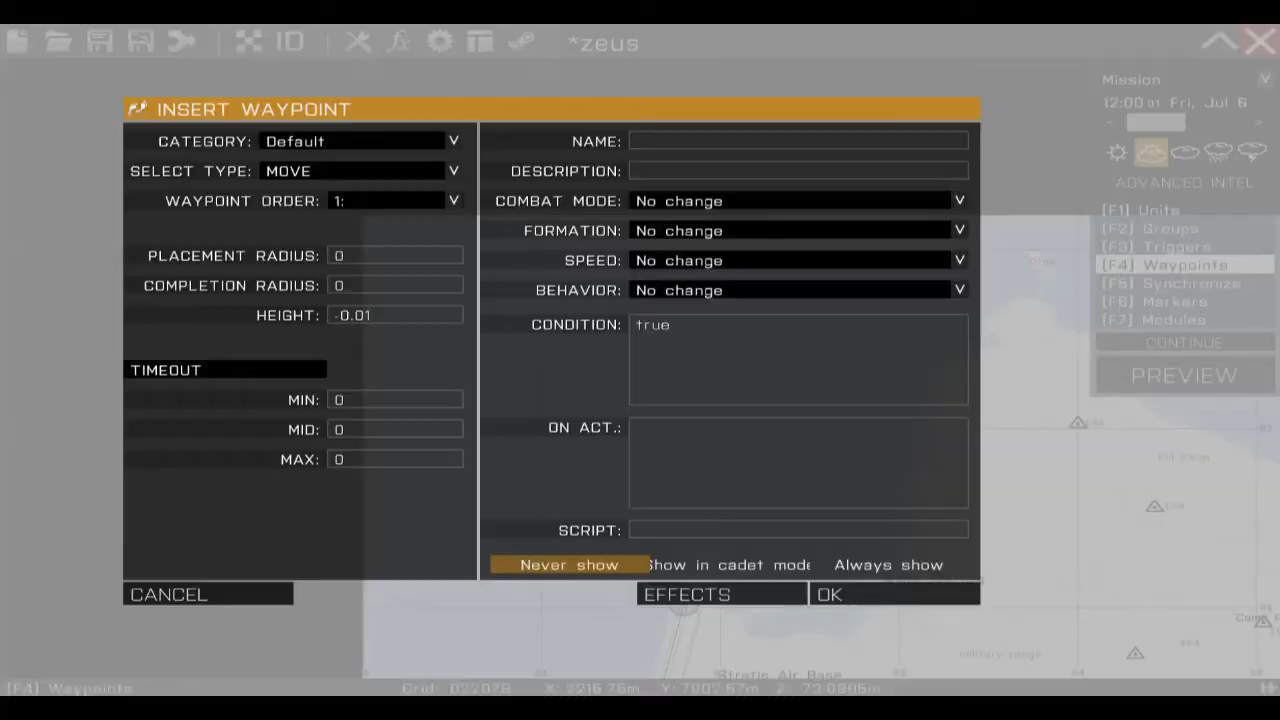 ID *zeus
Mission
12:00 Fri, Jul 6
ADVANCED INTEL
[F1] Units
[F2] Groups
[F3] Triggers
[F4] Waypoints
[F5] Synchronize
[F6] Markers
[F7] Modules
CONTINUE
PREVIEW
INSERT WAYPOINT
CATEGORY: Default
SELECT TYPE: MOVE
WAYPOINT ORDER: 1:
PLACEMENT RADIUS: 0
COMPLETION RADIUS: 0
HEIGHT: -0.01
TIMEOUT
MIN: 0
MID: 0
MAX: 0
NAME:
DESCRIPTION:
COMBAT MODE: No change
FORMATION: No change
SPEED: No change
BEHAVIOR: No change
CONDITION: true
ON ACT.:
SCRIPT:
Never show Show in cadet mode Always show
CANCEL EFFECTS OK
military range
Stratis Air Base
[F4] Waypoints